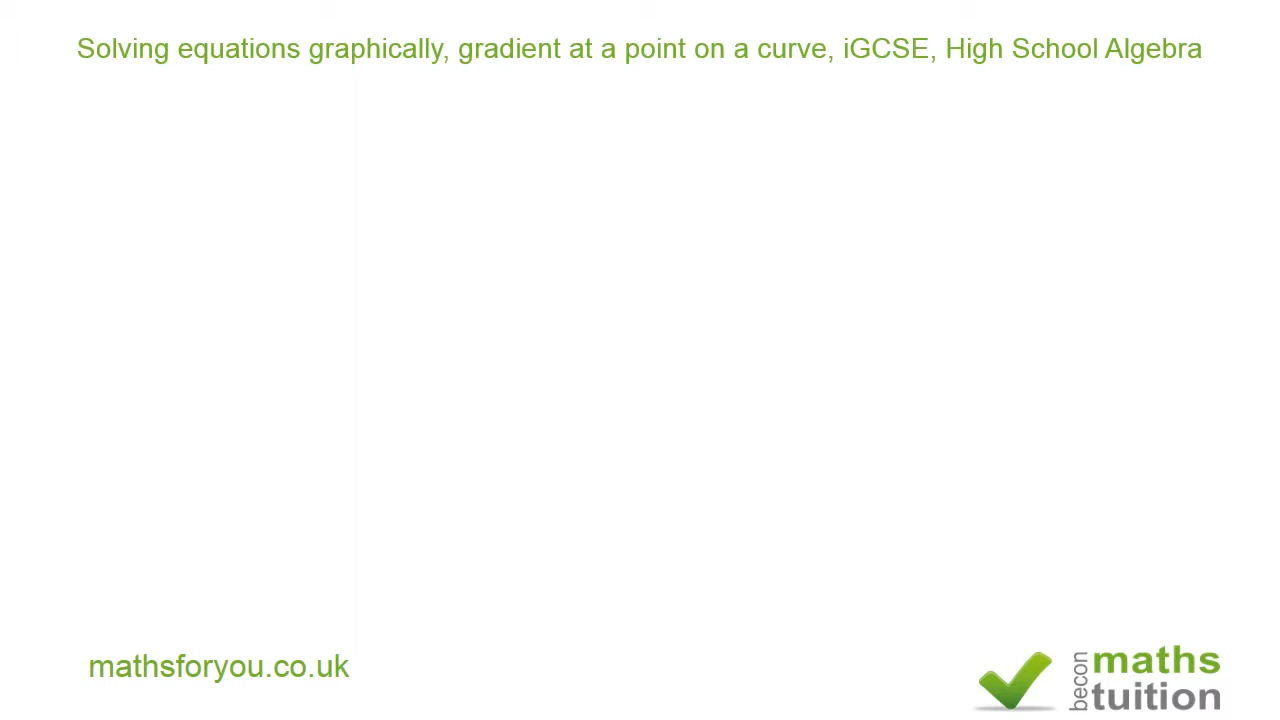 Solving equations graphically, gradient at a point on a curve, iGCSE, High School Algebra
mathsforyou.co.uk
becon
maths
tuition